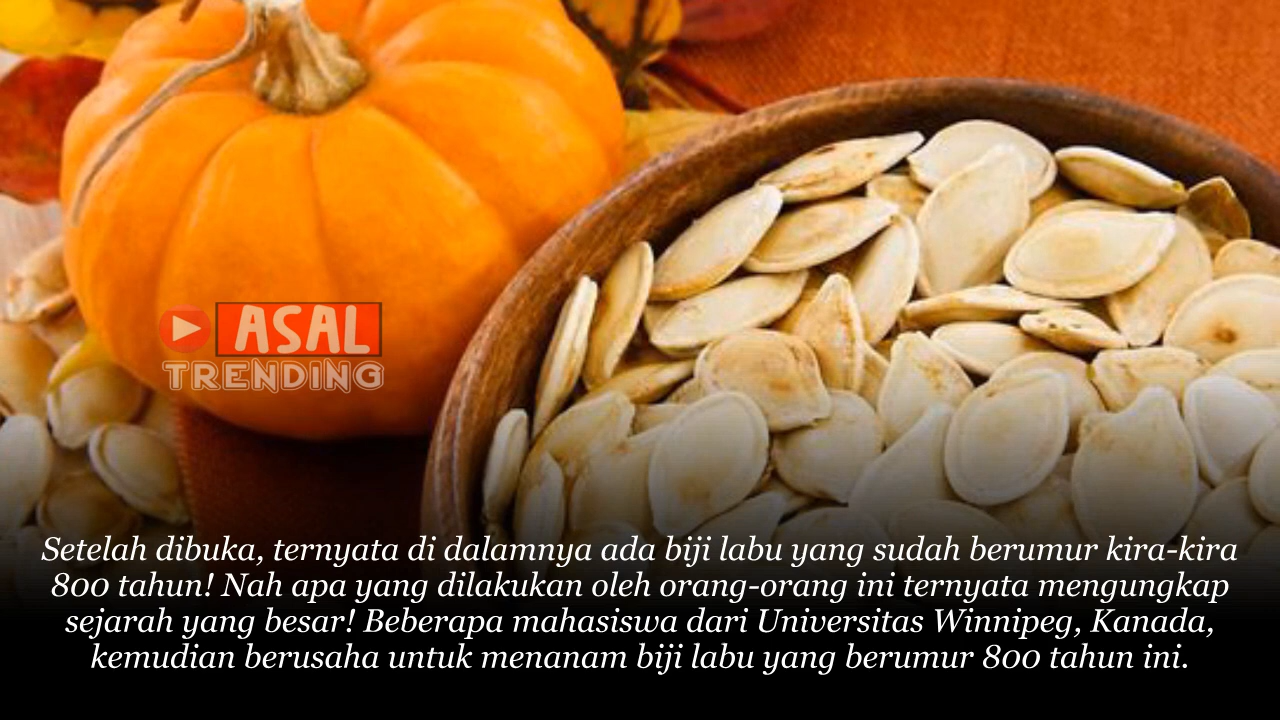 ASAL
TRENDING
Setelah dibuka, ternyata di dalamnya ada biji labu yang sudah berumur kira-kira
800 tahun! Nah apa yang dilakukan oleh orang-orang ini ternyata mengungkap
sejarah yang besar! Beberapa mahasiswa dari Universitas Winnipeg, Kanada,
kemudian berusaha untuk menanam biji labu yang berumur 800 tahun ini.